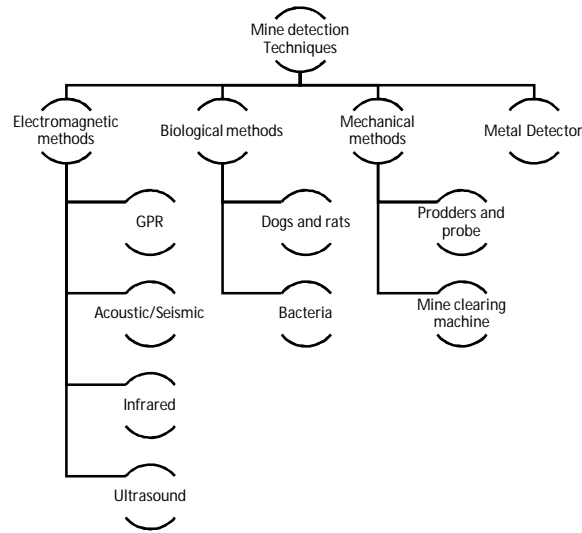 Mine detection
Techniques
Electromagnetic
methods
Biological methods
Mechanical
methods
Metal Detector
GPR
Dogs and rats
Prodders and
probe
Acoustic/Seismic
Bacteria
Mine clearing
machine
Infrared
Ultrasound